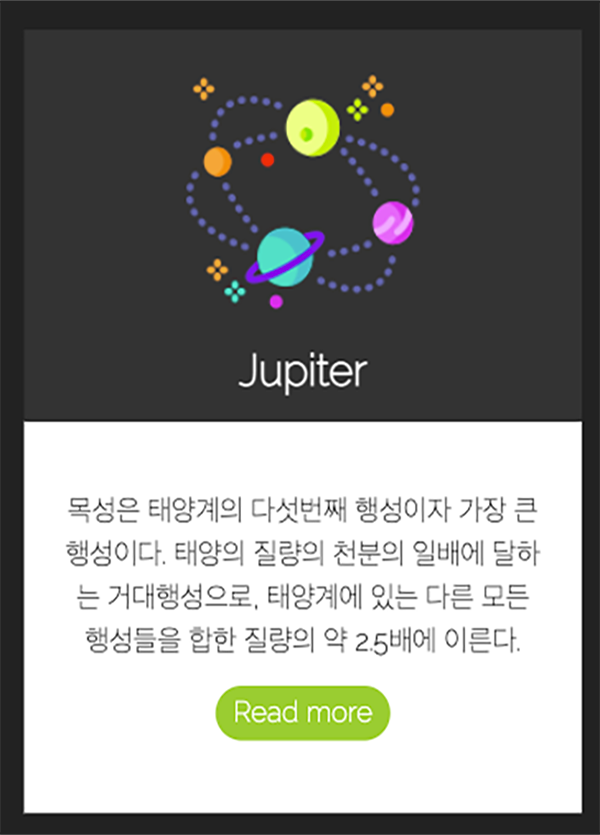 Jupiter
목성은 태양계의 다섯번째 행성이자 가장 큰
행성이다. 태양의 질량의 천분의 일배에 달하
는 거대행성으로, 태양계에 있는 다른 모든
행성들을 합한 질량의 약 2.5배에 이른다.
Read more